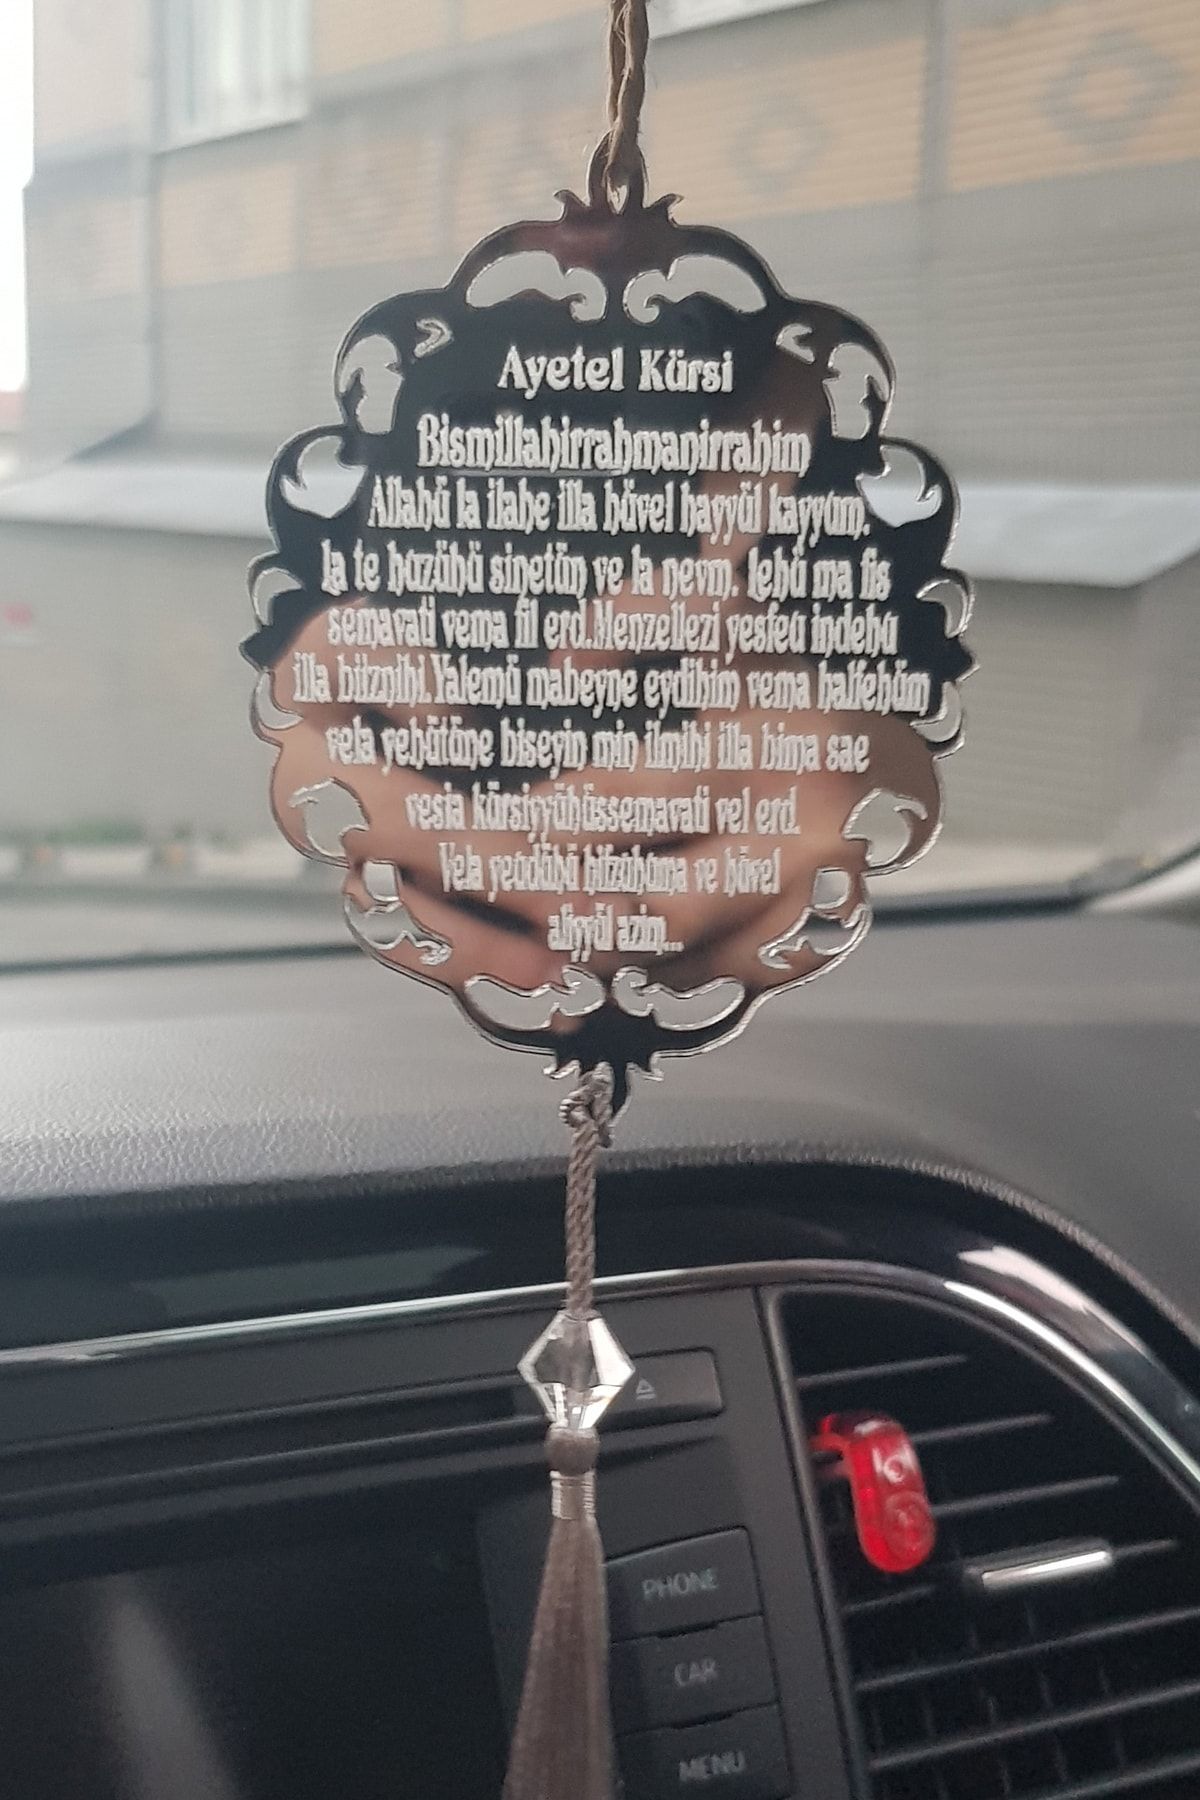 Ayetel Kürsi
Bismillahirrahmanirrahim
Allahü la ilahe illa hüvel hayyül kayyum.
la te huzühü sinetün ve la nevm. Lehü ma fis
semavati vema fil erd.Menzellezi yesfeu indehu
illa biiznihi.Yalemü mabeyne eydihim vema halfehüm
vela yehütüne biseyin min ilmihi illa bima sae
vesia kürsiyyühüssemavati vel erd.
Vela yeudühü hifzuhuma ve hüvel
aliyyül azim...
PHONE
CAR
MENU